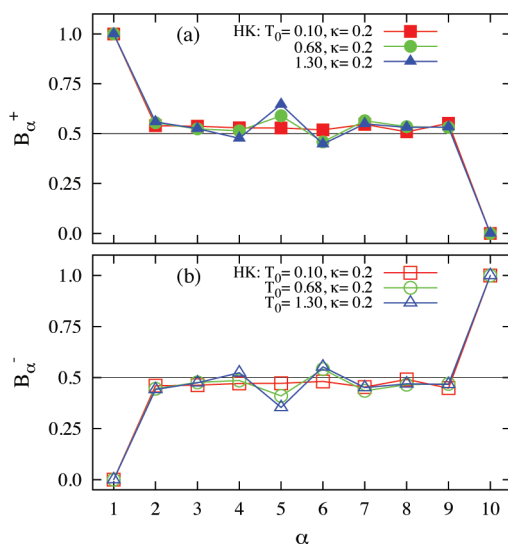 (a)
HK: T₀= 0.10, κ= 0.2
0.68, κ= 0.2
1.30, κ= 0.2
1.0
0.75
0.5
0.25
0.0
Bα⁺
(b)
HK: T₀= 0.10, κ= 0.2
T₀= 0.68, κ= 0.2
T₀= 1.30, κ= 0.2
1.0
0.75
0.5
0.25
0.0
Bα⁻
1 2 3 4 5 6 7 8 9 10
α